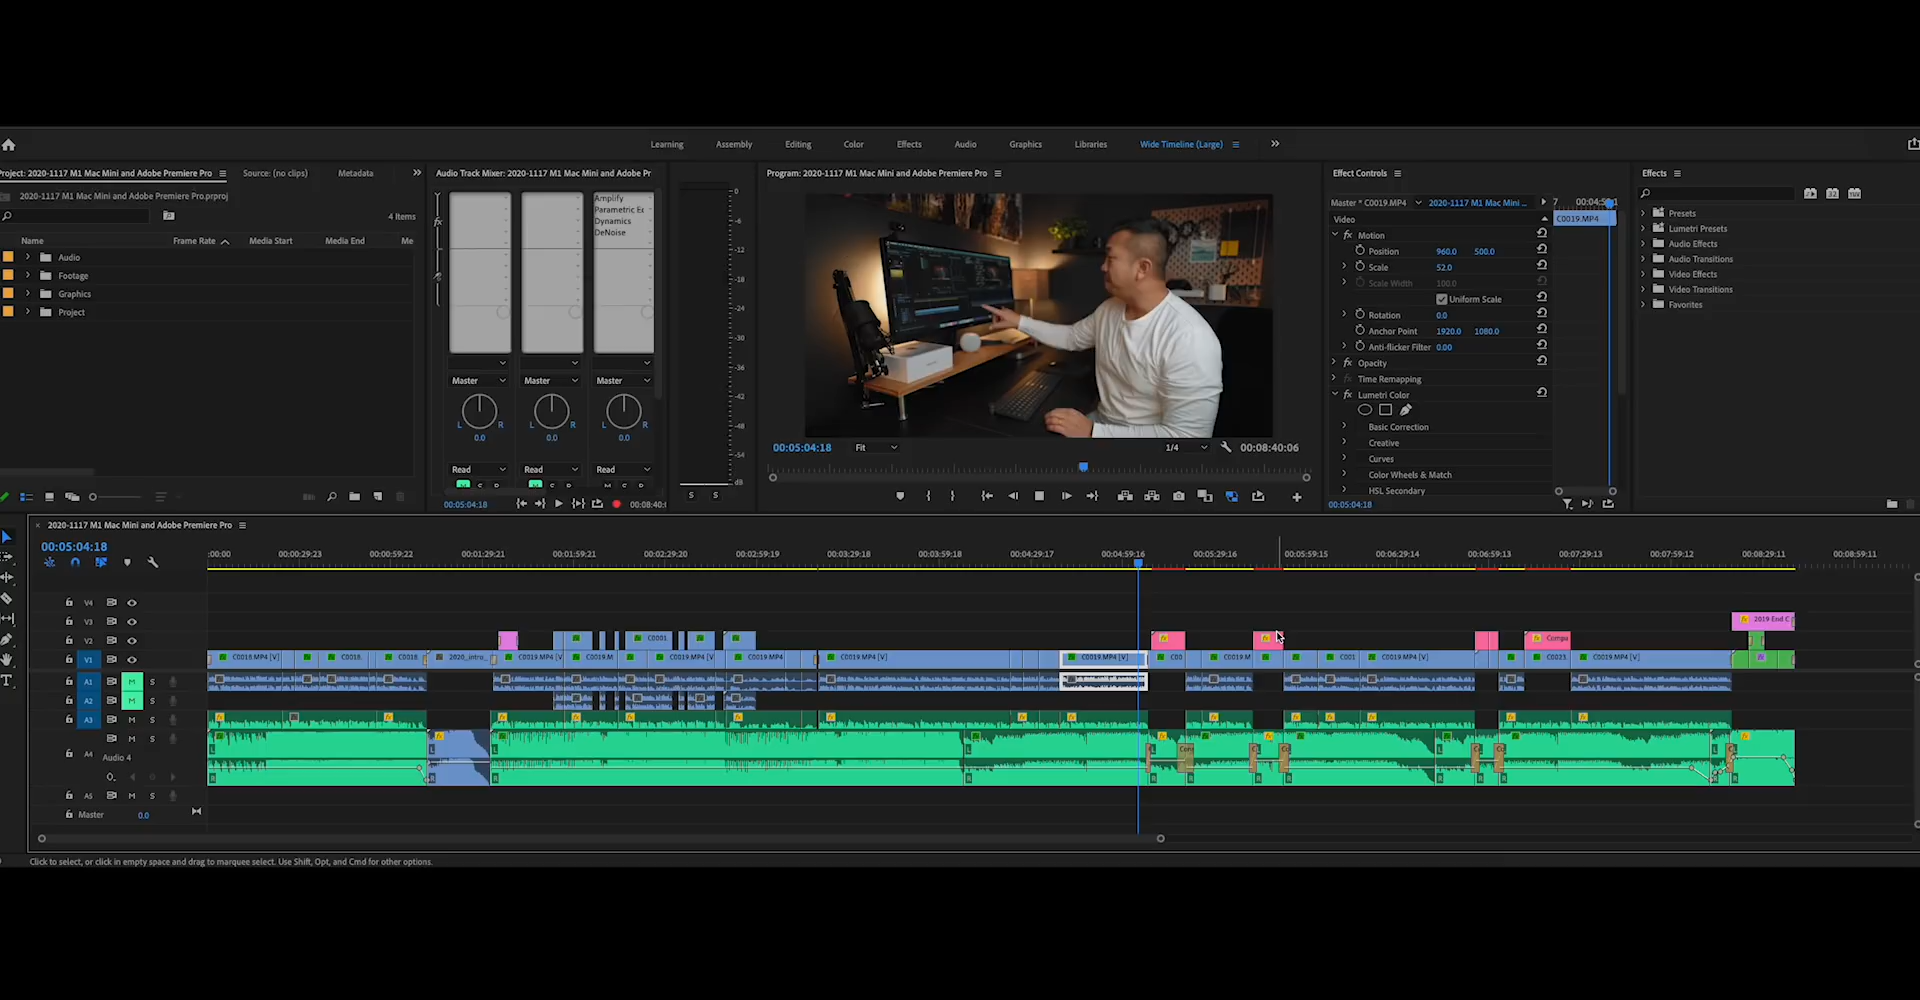 Learning Assembly Editing Color Effects Audio Graphics Libraries Wide Timeline (Large)
Project: 2020-1117 M1 Mac Mini and Adobe Premiere Pro Source: (no clips) Metadata
2020-1117 M1 Mac Mini and Adobe Premiere Pro.prproj
4 Items
Name Frame Rate Media Start Media End Me
Audio
Footage
Graphics
Project
Audio Track Mixer: 2020-1117 M1 Mac Mini and Adobe Pr
Amplify
Parametric Ec
Dynamics
DeNoise
Master Master Master
L R L R L R
0.0 0.0 0.0
Read Read Read
00:05:04:18 00:08:40:
0
-6
-12
-18
-24
-30
-36
-42
-48
-54
dB
S S
Program: 2020-1117 M1 Mac Mini and Adobe Premiere Pro
00:05:04:18 Fit 1/4 00:08:40:06
Effect Controls
Master * C0019.MP4 2020-1117 M1 Mac Mini ...
Video C0019.MP4
fx Motion
Position 960.0 500.0
Scale 52.0
Scale Width 100.0
Uniform Scale
Rotation 0.0
Anchor Point 1920.0 1080.0
Anti-flicker Filter 0.00
fx Opacity
fx Time Remapping
fx Lumetri Color
Basic Correction
Creative
Curves
Color Wheels & Match
HSL Secondary
00:05:04:18
Effects
Presets
Lumetri Presets
Audio Effects
Audio Transitions
Video Effects
Video Transitions
Favorites
2020-1117 M1 Mac Mini and Adobe Premiere Pro
00:05:04:18
:00:00 00:00:29:23 00:00:59:22 00:01:29:21 00:01:59:21 00:02:29:20 00:02:59:19 00:03:29:18 00:03:59:18 00:04:29:17 00:04:59:16 00:05:29:16 00:05:59:15 00:06:29:14 00:06:59:13 00:07:29:13 00:07:59:12 00:08:29:11 00:08:59:11
V4
V3 2019 End C
V2 C0001. Compa
V1 C0018.MP4 [V] C0018. C0018 2020_intro_ C0019.MP4 [V C0019.M C0019.MP4 [V C0019.MP4 C0019.MP4 [V] C0019.MP4 [V] C00 C0019.M C001 C0019.MP4 [V] C0023. C0019.MP4 [V]
A1 M S
A2 M S
A3
M S
A4
Audio 4
A5 M S
Master 0.0
Click to select, or click in empty space and drag to marquee select. Use Shift, Opt, and Cmd for other options.